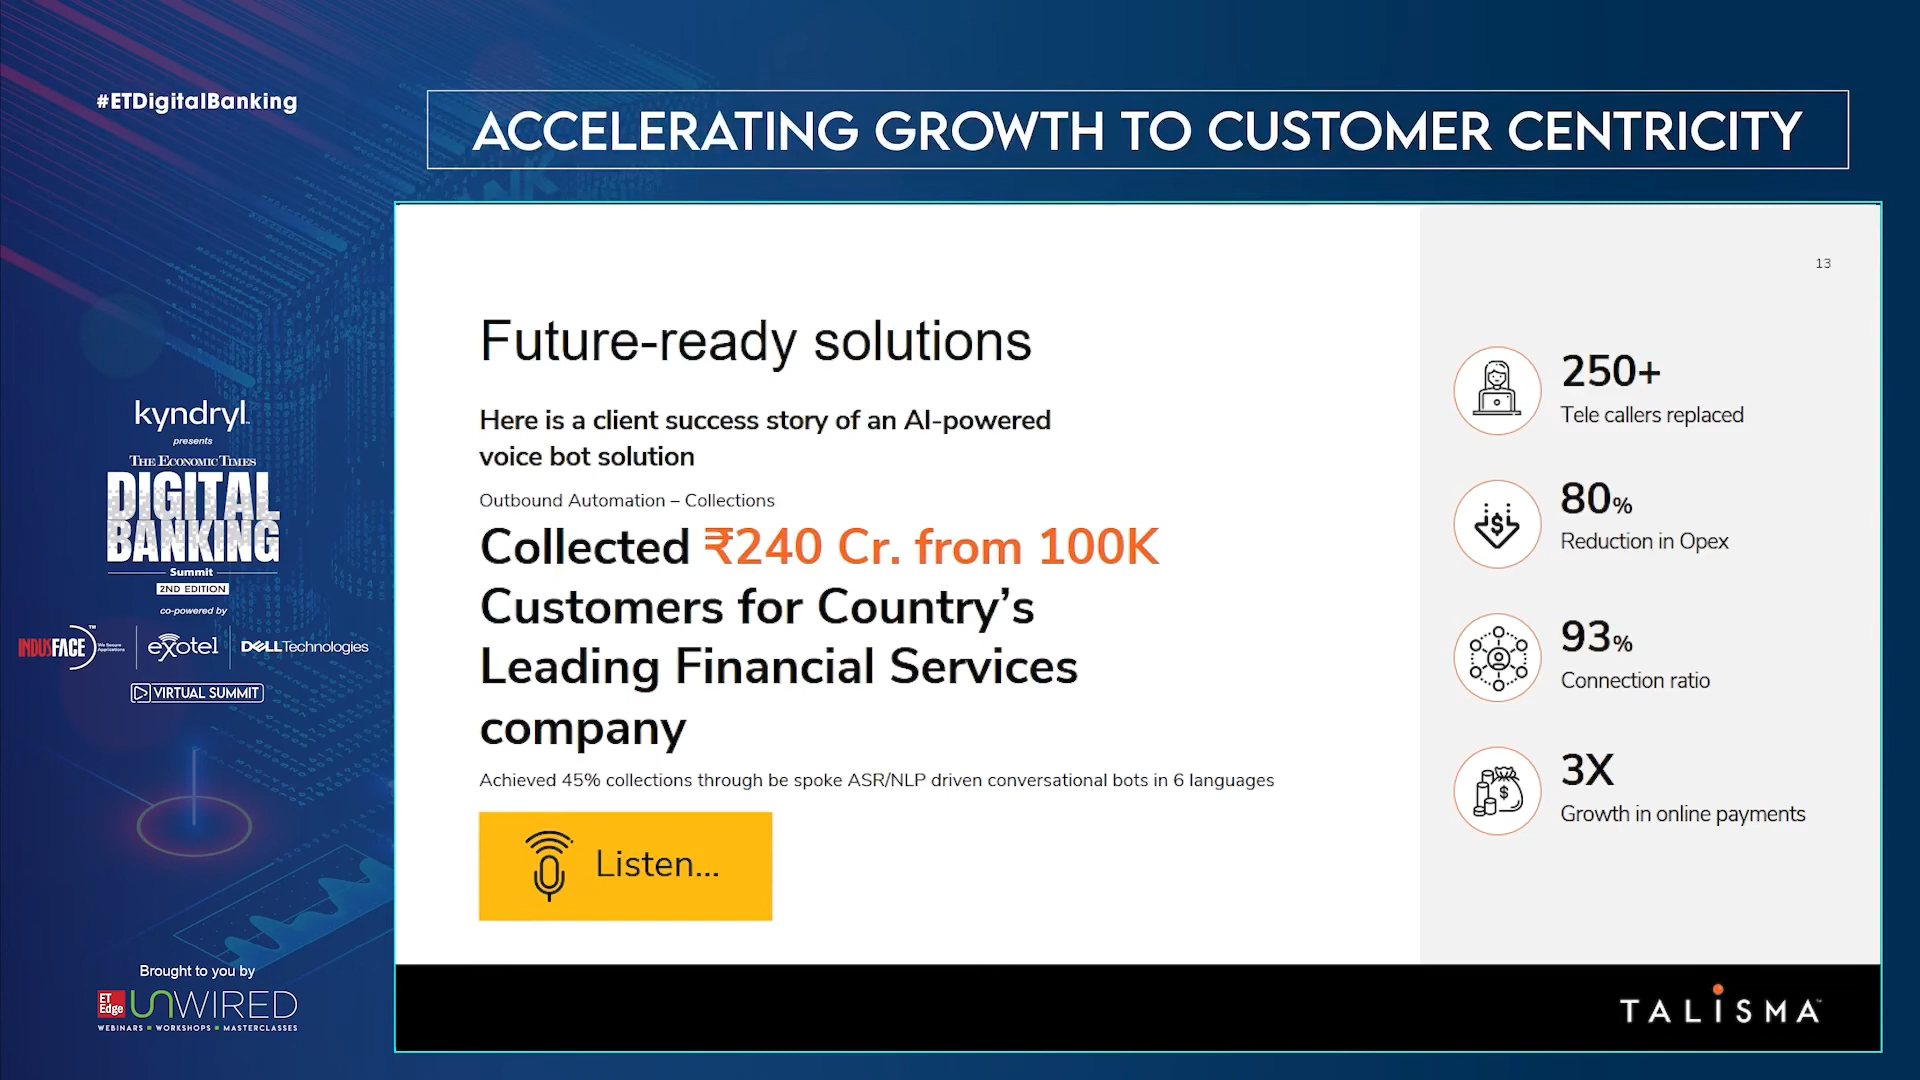 #ETDigitalBanking
ACCELERATING GROWTH TO CUSTOMER CENTRICITY
kyndryl
presents
THE ECONOMIC TIMES
DIGITAL
BANKING
Summit
2ND EDITION
co-powered by
INDUSFACE™ We Secure Applications
exotel
DELL Technologies
VIRTUAL SUMMIT
Brought to you by
ET Edge UNWIRED
WEBINARS ▪ WORKSHOPS ▪ MASTERCLASSES
13
Future-ready solutions
Here is a client success story of an AI-powered
voice bot solution
Outbound Automation – Collections
Collected ₹240 Cr. from 100K
Customers for Country’s
Leading Financial Services
company
Achieved 45% collections through be spoke ASR/NLP driven conversational bots in 6 languages
Listen...
250+
Tele callers replaced
80%
Reduction in Opex
93%
Connection ratio
3X
Growth in online payments
TALISMA™